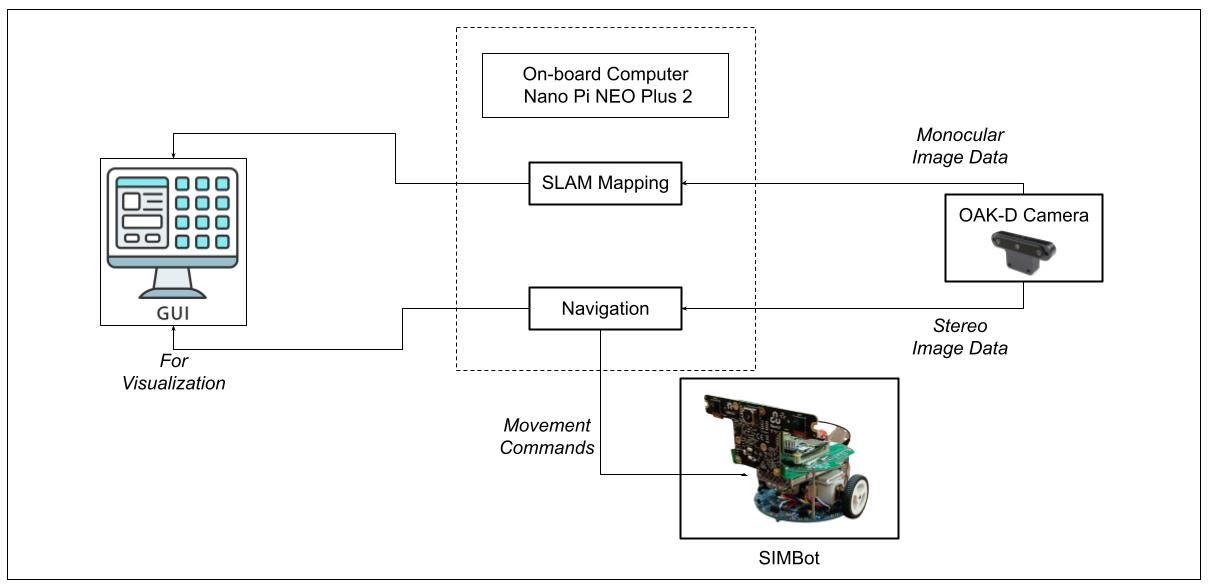 On-board Computer
Nano Pi NEO Plus 2
Monocular
Image Data
SLAM Mapping
OAK-D Camera
GUI
Navigation
Stereo
Image Data
For
Visualization
Movement
Commands
SIMBot